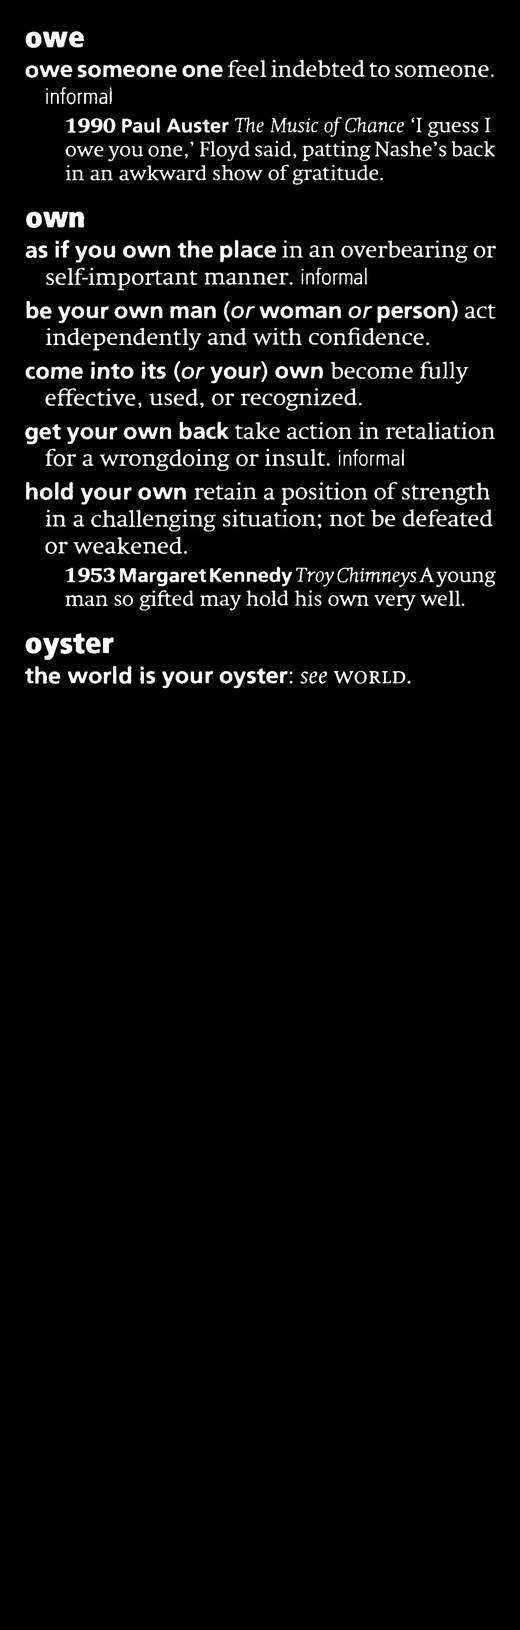 owe
owe someone one feel indebted to someone.
informal
1990 Paul Auster The Music of Chance ‘I guess I
owe you one,’ Floyd said, patting Nashe’s back
in an awkward show of gratitude.
own
as if you own the place in an overbearing or
self-important manner. informal
be your own man (or woman or person) act
independently and with confidence.
come into its (or your) own become fully
effective, used, or recognized.
get your own back take action in retaliation
for a wrongdoing or insult. informal
hold your own retain a position of strength
in a challenging situation; not be defeated
or weakened.
1953 Margaret Kennedy Troy Chimneys A young
man so gifted may hold his own very well.
oyster
the world is your oyster: see WORLD.